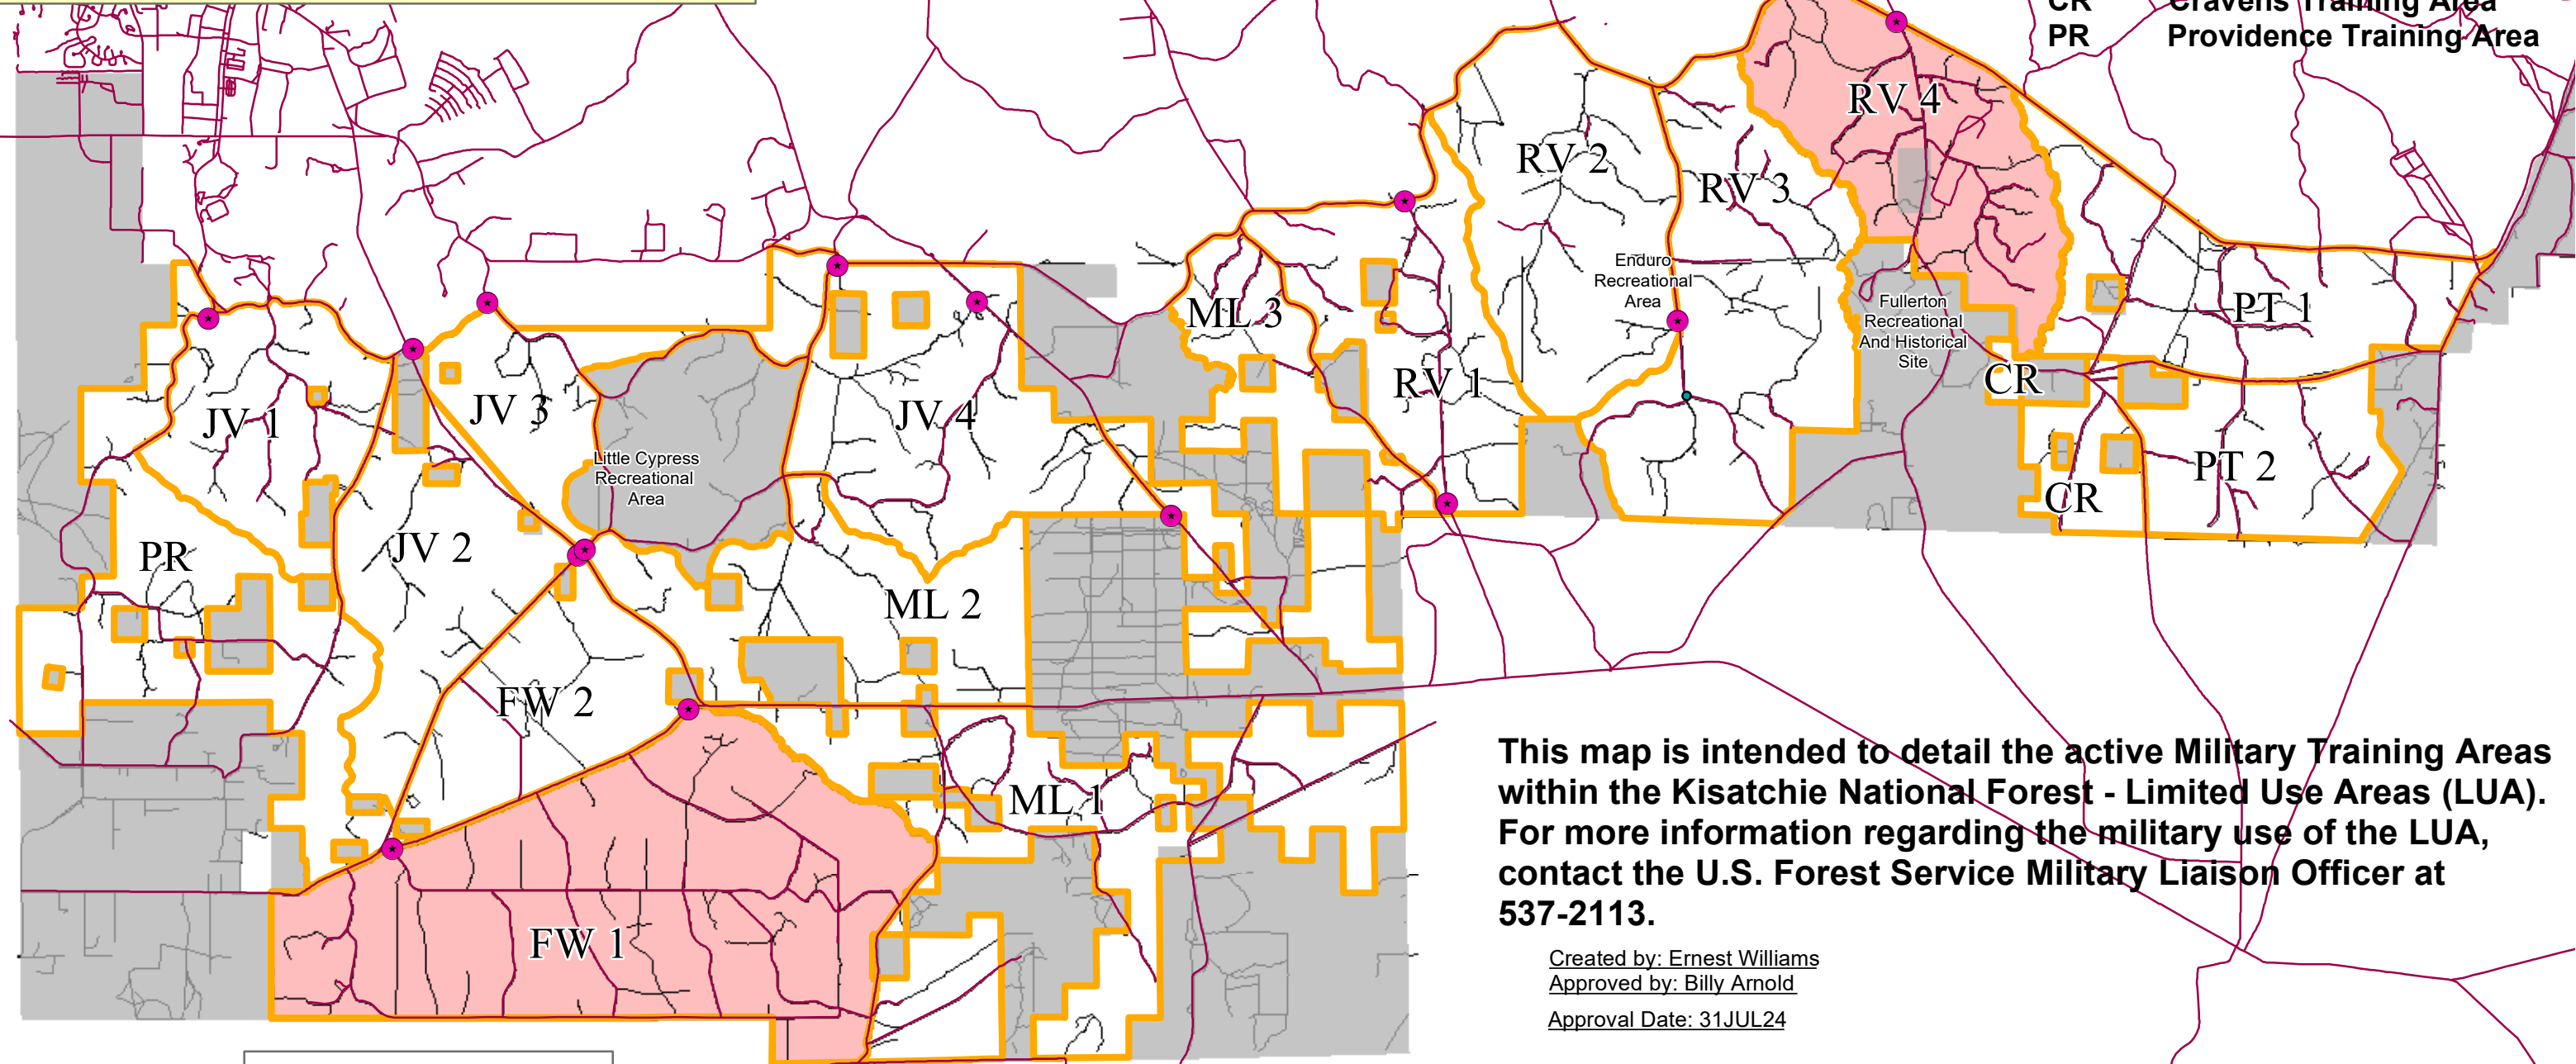 CR Cravens Training Area
PR Providence Training Area
RV 4
RV 2
RV 3
Enduro
Recreational
Area
ML 3
Fullerton
Recreational
And Historical
Site
PT 1
RV 1
CR
JV 3
JV 1
JV 4
Little Cypress
Recreational
Area
PT 2
CR
JV 2
PR
ML 2
FW 2
ML 1
FW 1
This map is intended to detail the active Military Training Areas
within the Kisatchie National Forest - Limited Use Areas (LUA).
For more information regarding the military use of the LUA,
contact the U.S. Forest Service Military Liaison Officer at
537-2113.
Created by: Ernest Williams
Approved by: Billy Arnold
Approval Date: 31JUL24